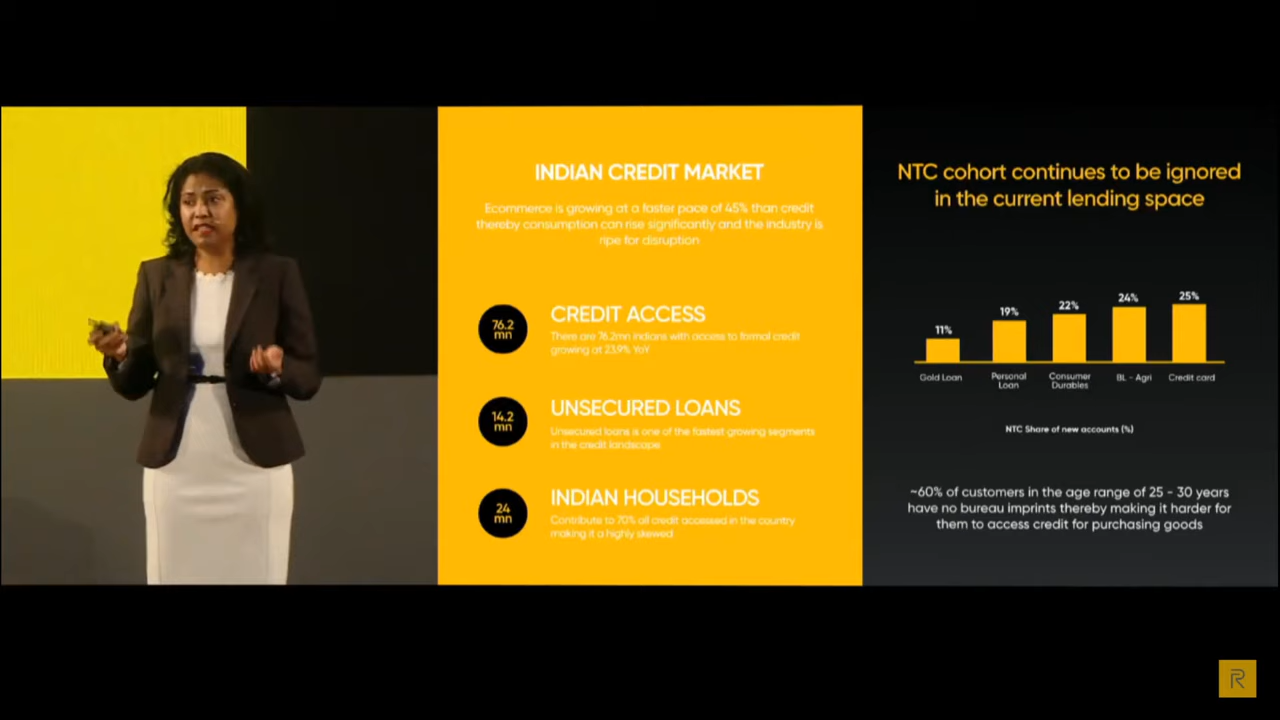 INDIAN CREDIT MARKET
Ecommerce is growing at a faster pace of 45% than credit
thereby consumption can rise significantly and the industry is
ripe for disruption
76.2
mn
CREDIT ACCESS
There are 76.2mn indians with access to formal credit
growing at 23.9% YoY
14.2
mn
UNSECURED LOANS
Unsecured loans is one of the fastest growing segments
in the credit landscape
24
mn
INDIAN HOUSEHOLDS
Contribute to 70% all credit accessed in the country
making it a highly skewed
NTC cohort continues to be ignored
in the current lending space
11%
19%
22%
24%
25%
Gold Loan
Personal
Loan
Consumer
Durables
BL - Agri
Credit card
NTC Share of new accounts (%)
~60% of customers in the age range of 25 - 30 years
have no bureau imprints thereby making it harder for
them to access credit for purchasing goods
R